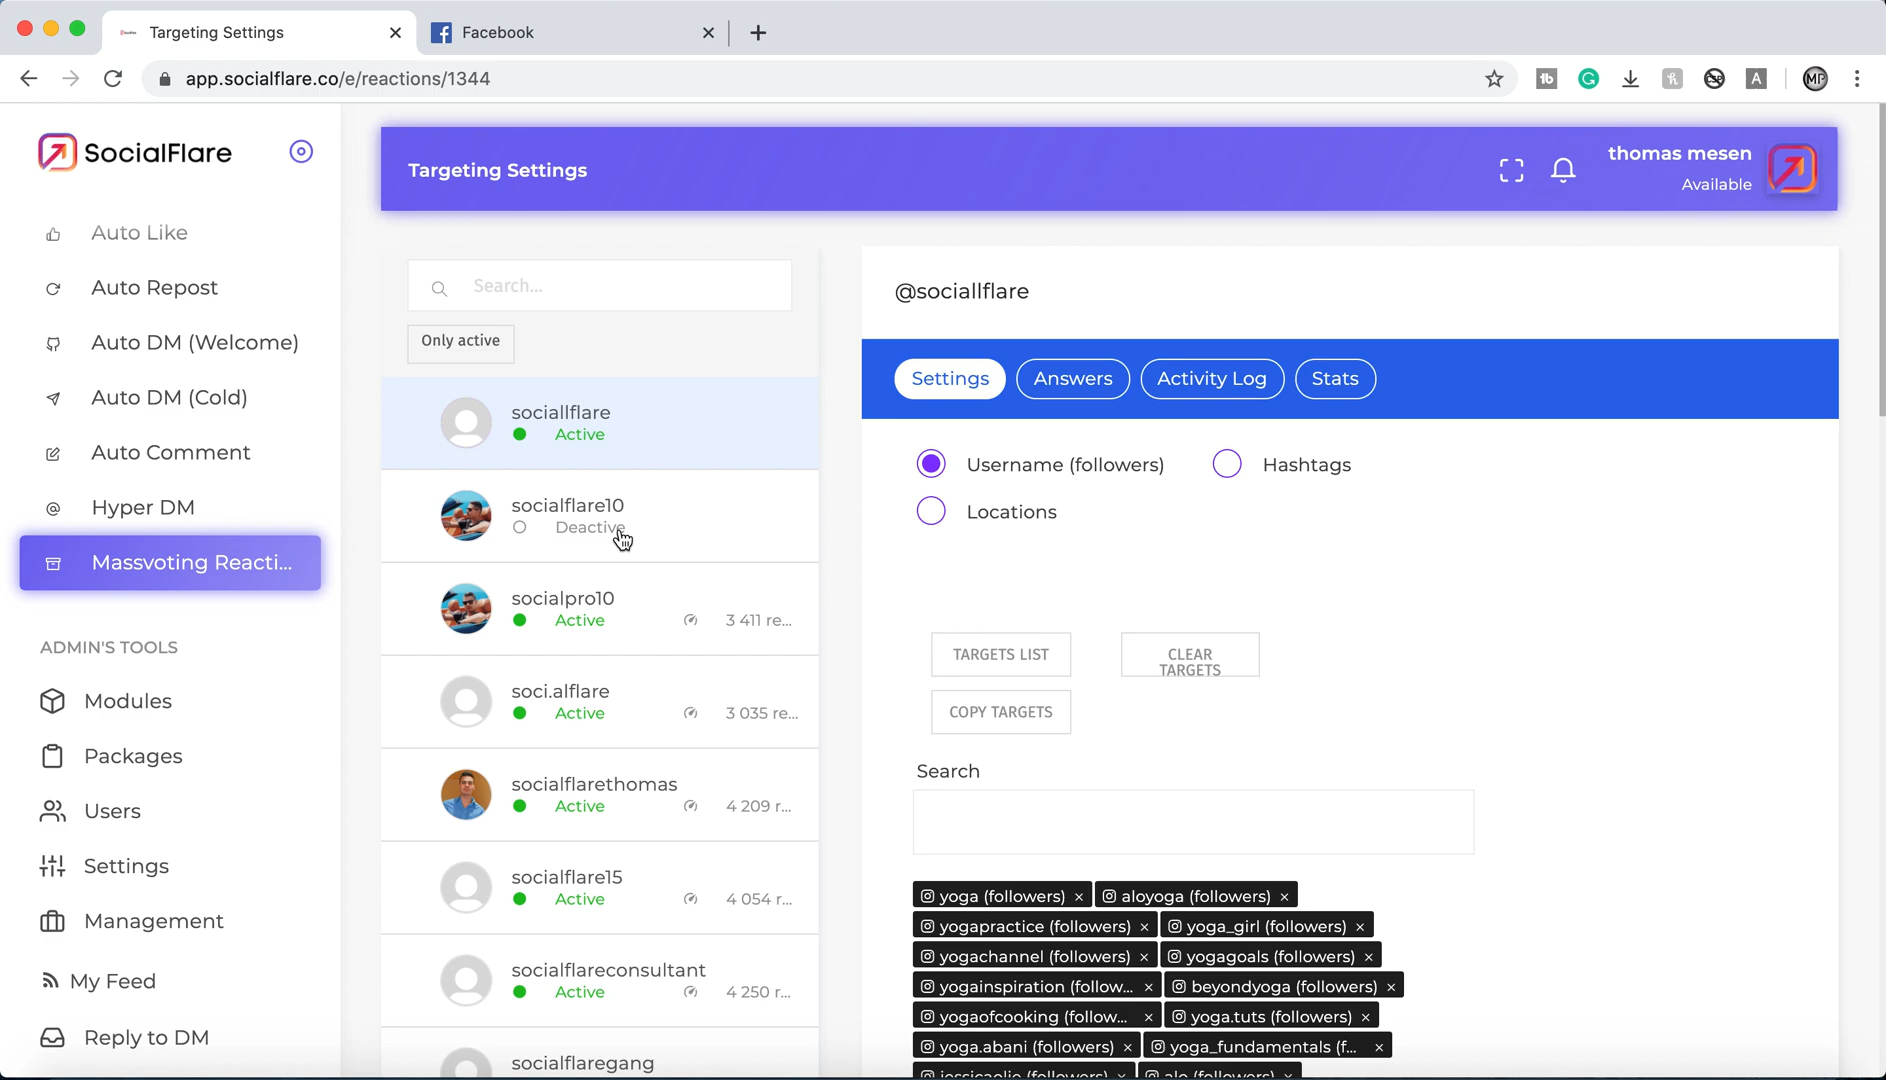 Targeting Settings
Facebook
app.socialflare.co/e/reactions/1344
tb
A
MP
SocialFlare
Targeting Settings
thomas mesen
Available
Auto Like
Auto Repost
Auto DM (Welcome)
Auto DM (Cold)
Auto Comment
Hyper DM
Massvoting Reacti...
ADMIN'S TOOLS
Modules
Packages
Users
Settings
Management
My Feed
Reply to DM
Search...
Only active
sociallflare
Active
socialflare10
Deactive
socialpro10
Active
3 411 re...
soci.alflare
Active
3 035 re...
socialflarethomas
Active
4 209 r...
socialflare15
Active
4 054 r...
socialflareconsultant
Active
4 250 r...
socialflaregang
@sociallflare
Settings
Answers
Activity Log
Stats
Username (followers)
Hashtags
Locations
TARGETS LIST
CLEAR
TARGETS
COPY TARGETS
Search
yoga (followers) ×
aloyoga (followers) ×
yogapractice (followers) ×
yoga_girl (followers) ×
yogachannel (followers) ×
yogagoals (followers) ×
yogainspiration (follow... ×
beyondyoga (followers) ×
yogaofcooking (follow... ×
yoga.tuts (followers) ×
yoga.abani (followers) ×
yoga_fundamentals (f... ×
jessicaolie (followers) ×
alo (followers) ×